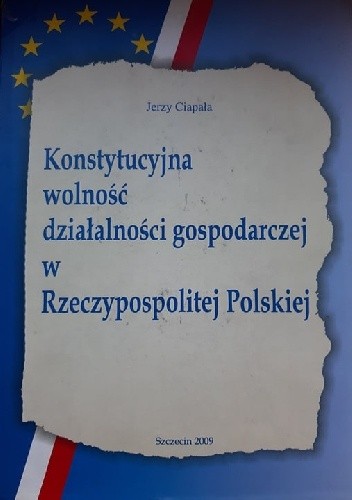 Jerzy Ciapała
Konstytucyjna
wolność
działalności gospodarczej
w
Rzeczypospolitej Polskiej
Szczecin 2009